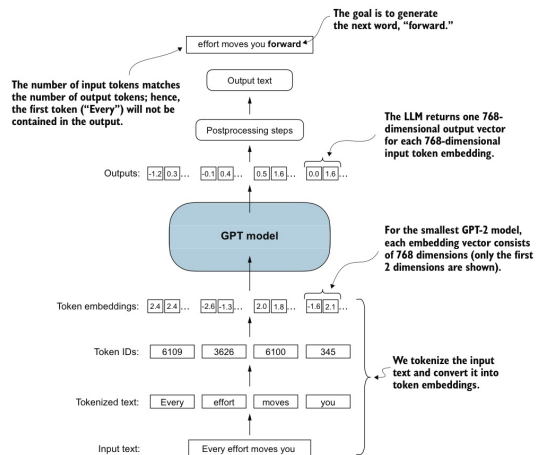 The goal is to generate
the next word, “forward.”
effort moves you forward
The number of input tokens matches
the number of output tokens; hence,
the first token (“Every”) will not be
contained in the output.
Output text
Postprocessing steps
The LLM returns one 768-
dimensional output vector
for each 768-dimensional
input token embedding.
Outputs: -1.2 0.3 ... -0.1 0.4 ... 0.5 1.6 ... 0.0 1.6 ...
GPT model
For the smallest GPT-2 model,
each embedding vector consists
of 768 dimensions (only the first
2 dimensions are shown).
Token embeddings: 2.4 2.4 ... -2.6 -1.3 ... 2.0 1.8 ... -1.6 2.1 ...
Token IDs: 6109 3626 6100 345
We tokenize the input
text and convert it into
token embeddings.
Tokenized text: Every effort moves you
Input text: Every effort moves you